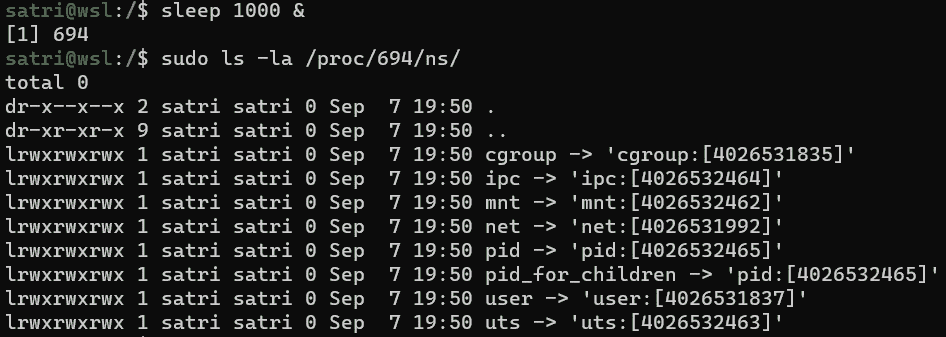 satri@wsl:/$ sleep 1000 &
[1] 694
satri@wsl:/$ sudo ls -la /proc/694/ns/
total 0
dr-x--x--x 2 satri satri 0 Sep  7 19:50 .
dr-xr-xr-x 9 satri satri 0 Sep  7 19:50 ..
lrwxrwxrwx 1 satri satri 0 Sep  7 19:50 cgroup -> 'cgroup:[4026531835]'
lrwxrwxrwx 1 satri satri 0 Sep  7 19:50 ipc -> 'ipc:[4026532464]'
lrwxrwxrwx 1 satri satri 0 Sep  7 19:50 mnt -> 'mnt:[4026532462]'
lrwxrwxrwx 1 satri satri 0 Sep  7 19:50 net -> 'net:[4026531992]'
lrwxrwxrwx 1 satri satri 0 Sep  7 19:50 pid -> 'pid:[4026532465]'
lrwxrwxrwx 1 satri satri 0 Sep  7 19:50 pid_for_children -> 'pid:[4026532465]'
lrwxrwxrwx 1 satri satri 0 Sep  7 19:50 user -> 'user:[4026531837]'
lrwxrwxrwx 1 satri satri 0 Sep  7 19:50 uts -> 'uts:[4026532463]'